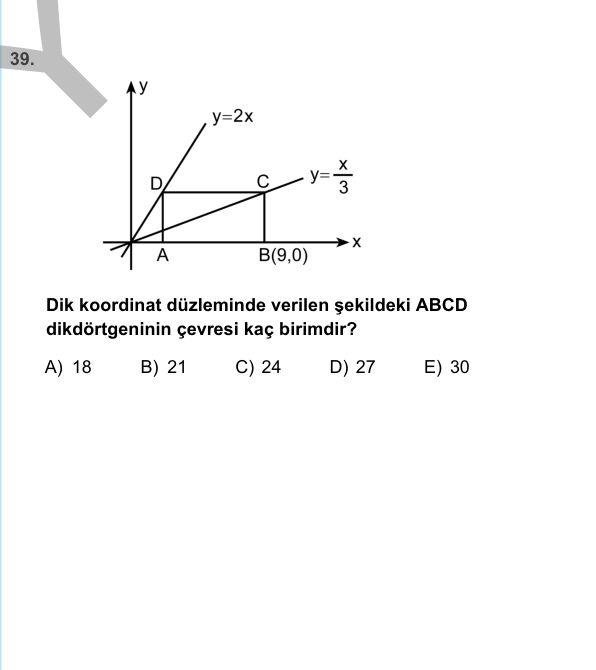 39.
y
y=2x
D
C
y=x/3
x
A
B(9,0)
Dik koordinat düzleminde verilen şekildeki ABCD
dikdörtgeninin çevresi kaç birimdir?
A) 18 B) 21 C) 24 D) 27 E) 30